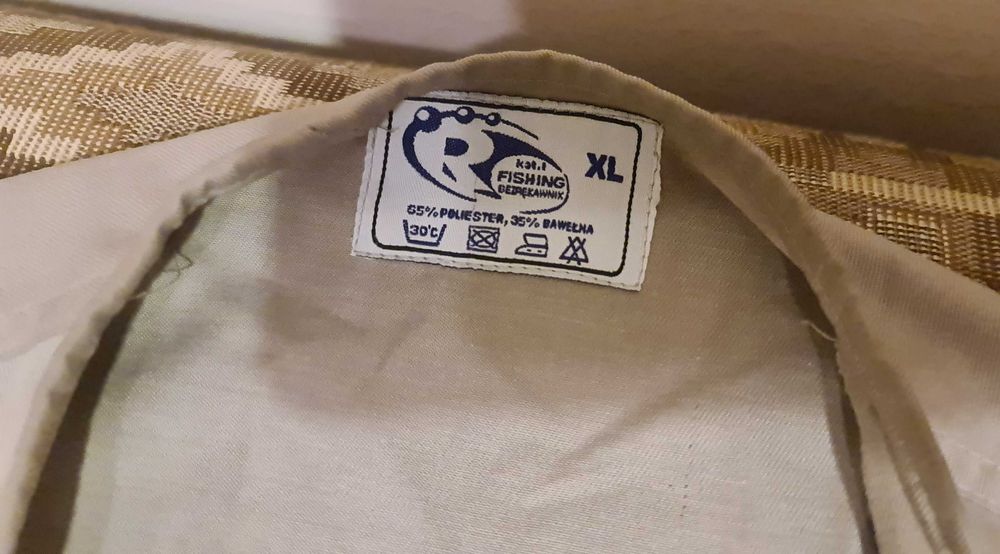 R
kat.I
FISHING
BEZRĘKAWNIK
XL
65% POLIESTER, 35% BAWEŁNA
30°C